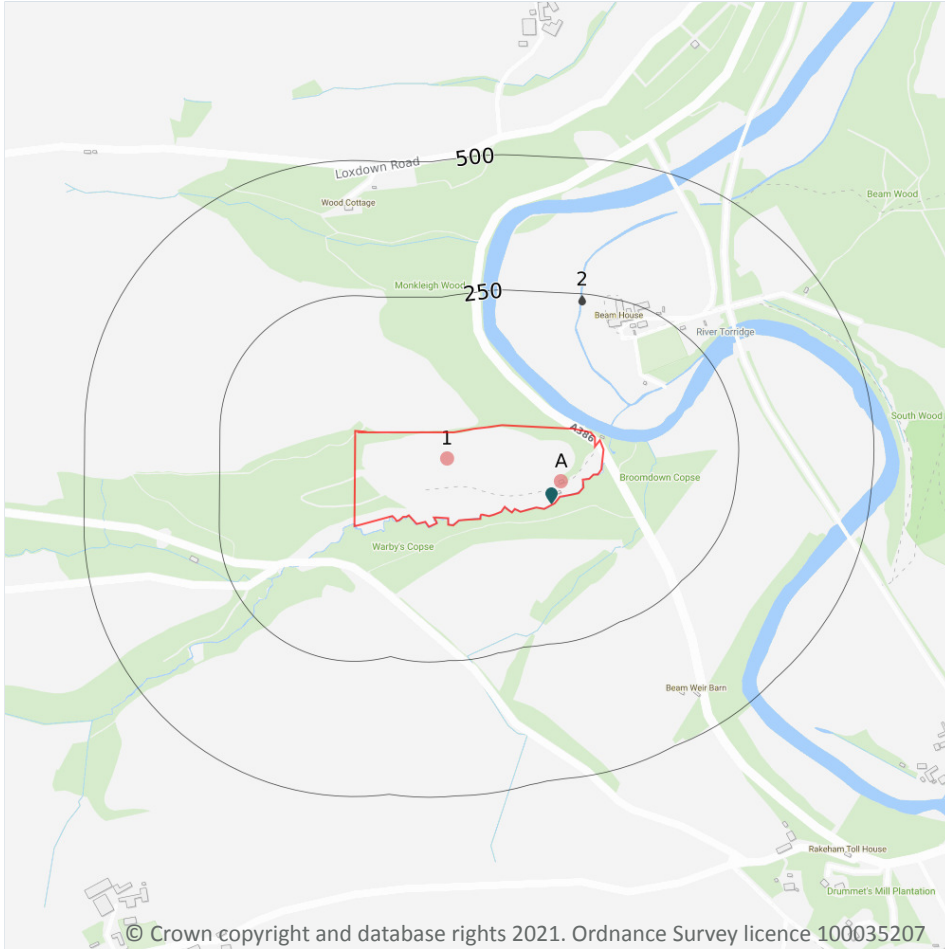 500
Loxdown Road
Beam Wood
Wood Cottage
2
Monkleigh Wood
250
Beam House
River Torridge
South Wood
A386
1
A
Broomdown Copse
Warby's Copse
Beam Weir Barn
Rakeham Toll House
Drummet's Mill Plantation
© Crown copyright and database rights 2021. Ordnance Survey licence 100035207